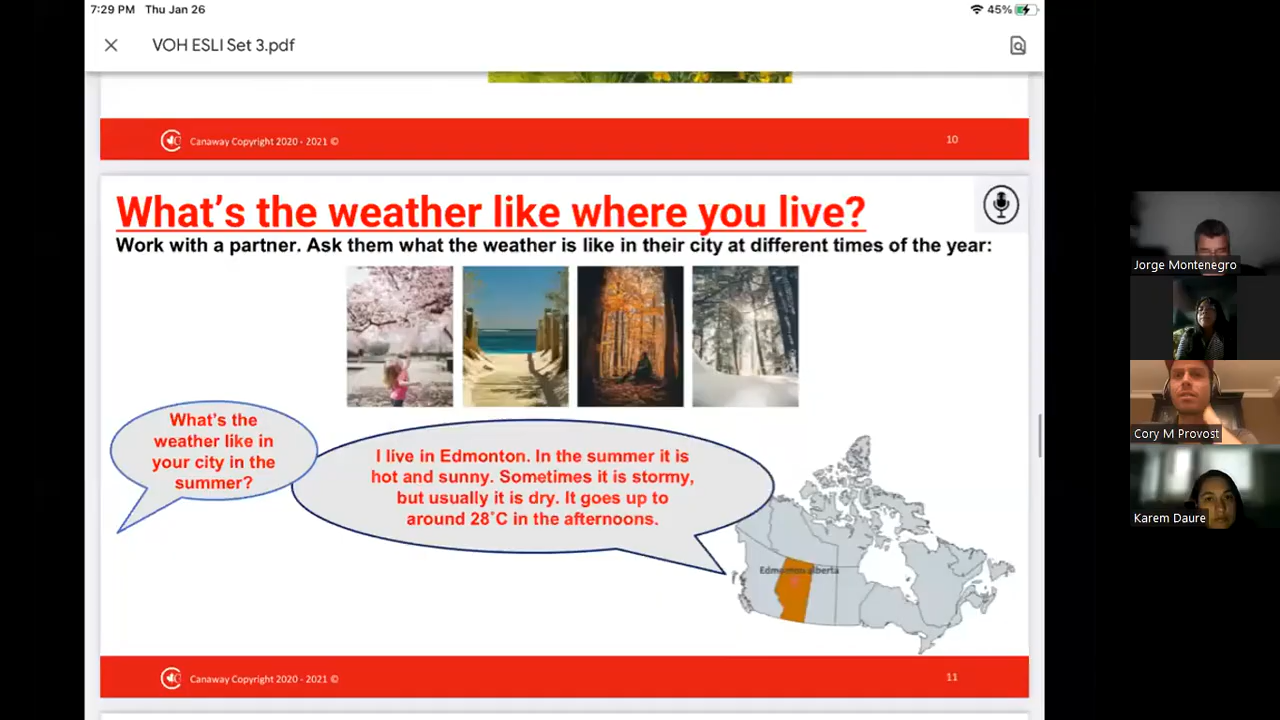 7:29 PM Thu Jan 26
45%
VOH ESLI Set 3.pdf
Canaway Copyright 2020 - 2021 ©
10
What's the weather like where you live?
Work with a partner. Ask them what the weather is like in their city at different times of the year:
What's the
weather like in
your city in the
summer?
I live in Edmonton. In the summer it is
hot and sunny. Sometimes it is stormy,
but usually it is dry. It goes up to
around 28°C in the afternoons.
Edmonton alberta
Canaway Copyright 2020 - 2021 ©
11
Jorge Montenegro
Cory M Provost
Karem Daure